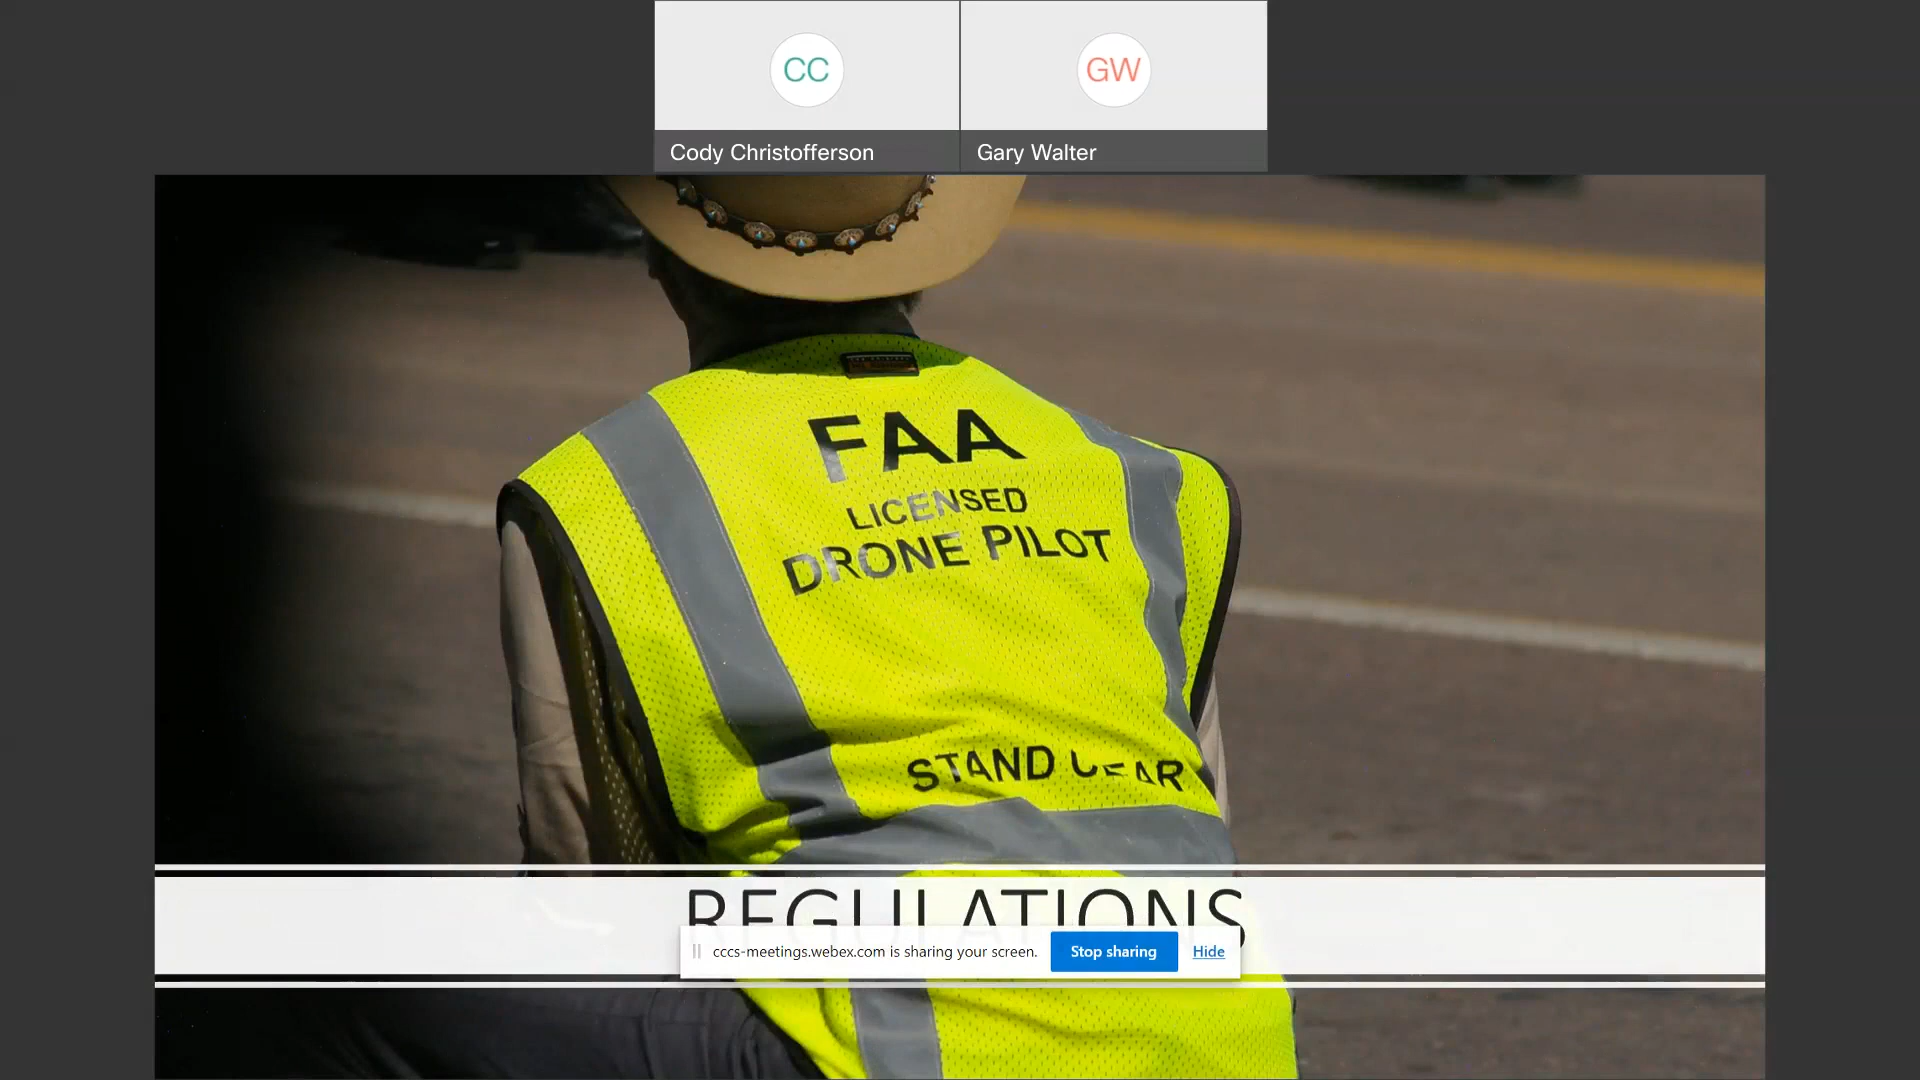 CC
GW
Cody Christofferson
Gary Walter
FAA
LICENSED
DRONE PILOT
STAND
REGULATIONS
cccs-meetings.webex.com is sharing your screen.
Stop sharing
Hide